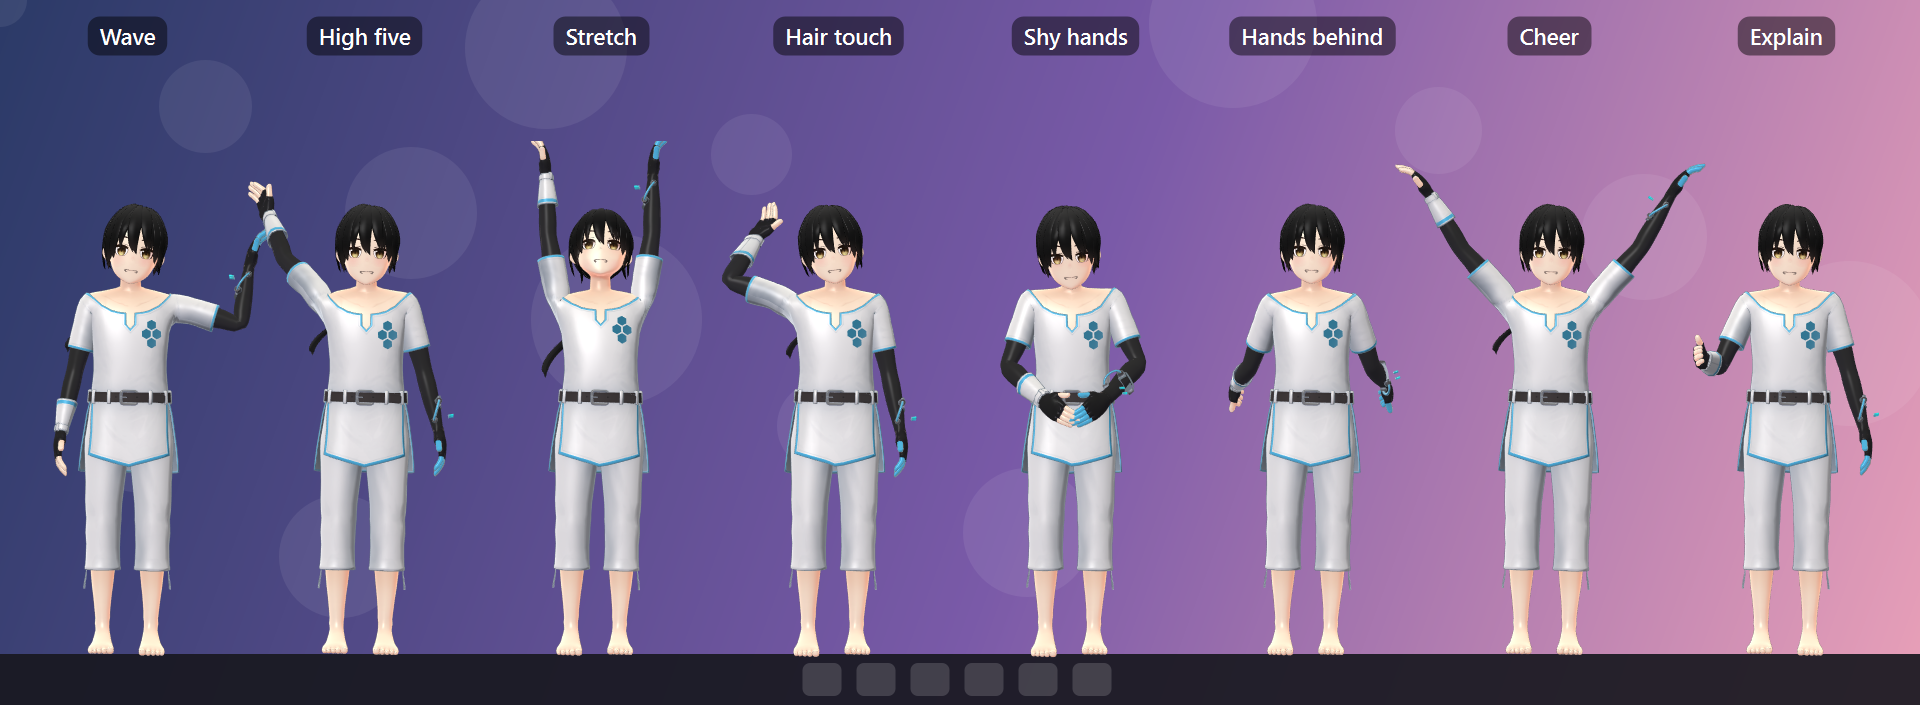 Wave
High five
Stretch
Hair touch
Shy hands
Hands behind
Cheer
Explain